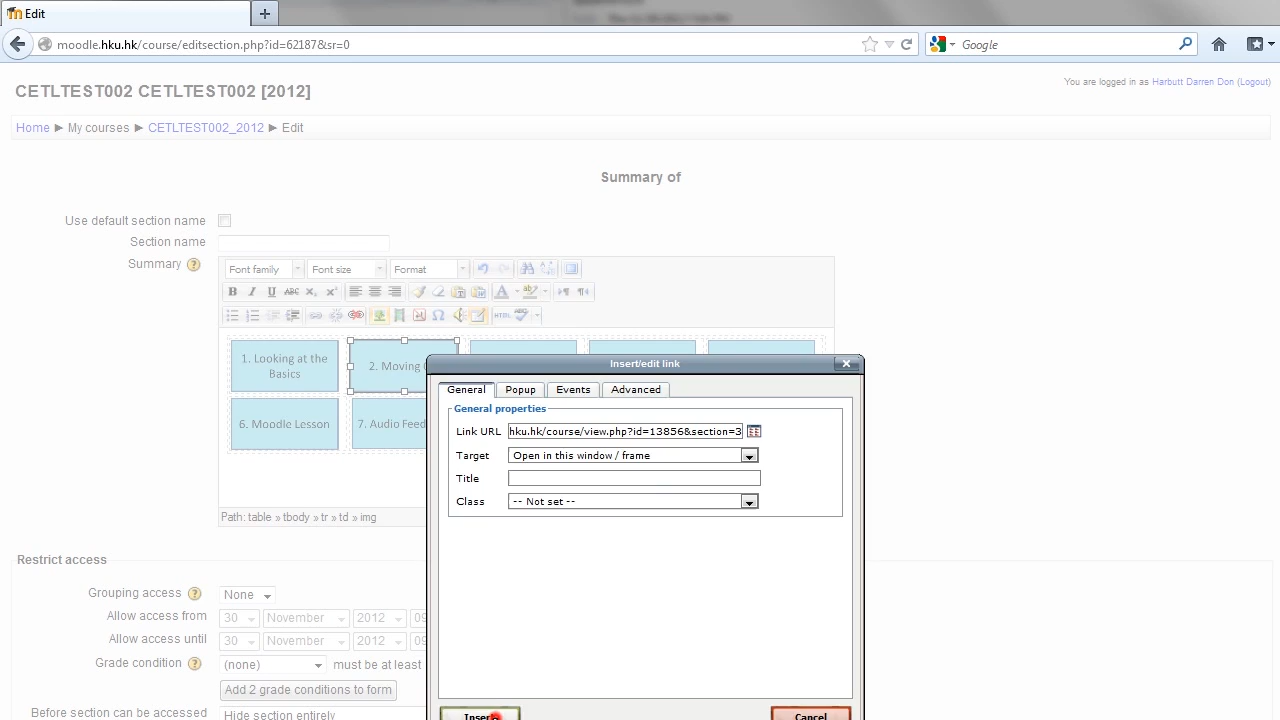 Edit
moodle.hku.hk/course/editsection.php?id=62187&sr=0
Google
CETLTEST002 CETLTEST002 [2012]
You are logged in as Harbutt Darren Don (Logout)
Home ► My courses ► CETLTEST002_2012 ► Edit
Summary of
Use default section name
Section name
Summary
Font family
Font size
Format
B I U ABC
HTML
1. Looking at the
Basics
2. Moving
6. Moodle Lesson
7. Audio Feed
Path: table » tbody » tr » td » img
Insert/edit link
General
Popup
Events
Advanced
General properties
Link URL hku.hk/course/view.php?id=13856&section=3
Target Open in this window / frame
Title
Class -- Not set --
Insert
Cancel
Restrict access
Grouping access None
Allow access from 30 November 2012 09
Allow access until 30 November 2012 09
Grade condition (none) must be at least
Add 2 grade conditions to form
Before section can be accessed Hide section entirely